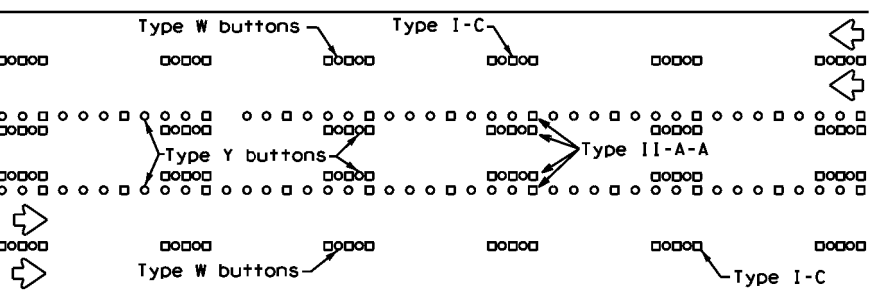 Type W buttons
Type I-C
Type Y buttons
Type II-A-A
Type W buttons
Type I-C